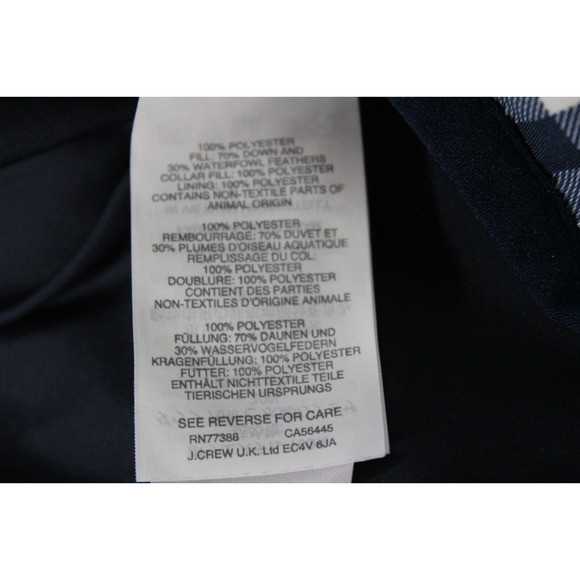 100% POLYESTER
FILL: 70% DOWN AND
30% WATERFOWL FEATHERS
COLLAR FILL: 100% POLYESTER
LINING: 100% POLYESTER
CONTAINS NON-TEXTILE PARTS OF
ANIMAL ORIGIN
100% POLYESTER
REMBOURRAGE: 70% DUVET ET
30% PLUMES D'OISEAU AQUATIQUE
REMPLISSAGE DU COL:
100% POLYESTER
DOUBLURE: 100% POLYESTER
CONTIENT DES PARTIES
NON-TEXTILES D'ORIGINE ANIMALE
100% POLYESTER
FÜLLUNG: 70% DAUNEN UND
30% WASSERVOGELFEDERN
KRAGENFÜLLUNG: 100% POLYESTER
FUTTER: 100% POLYESTER
ENTHÄLT NICHTTEXTILE TEILE
TIERISCHEN URSPRUNGS
SEE REVERSE FOR CARE
RN77388 CA56445
J.CREW U.K. Ltd EC4V 6JA